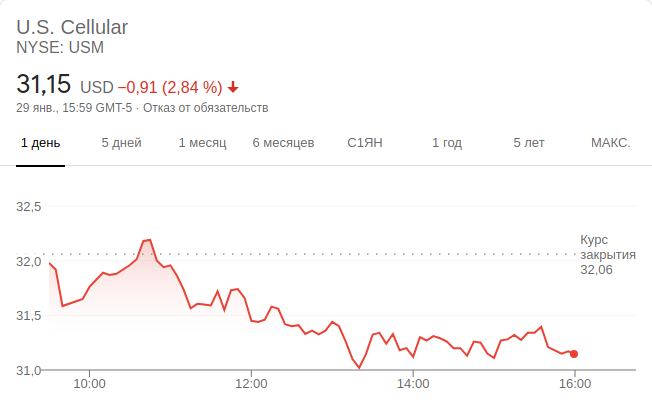 U.S. Cellular
NYSE: USM
31,15 USD −0,91 (2,84 %)
29 янв., 15:59 GMT-5 · Отказ от обязательств
1 день 5 дней 1 месяц 6 месяцев С1ЯН 1 год 5 лет МАКС.
32,5
Курс
32,0 закрытия
32,06
31,5
31,0
10:00 12:00 14:00 16:00